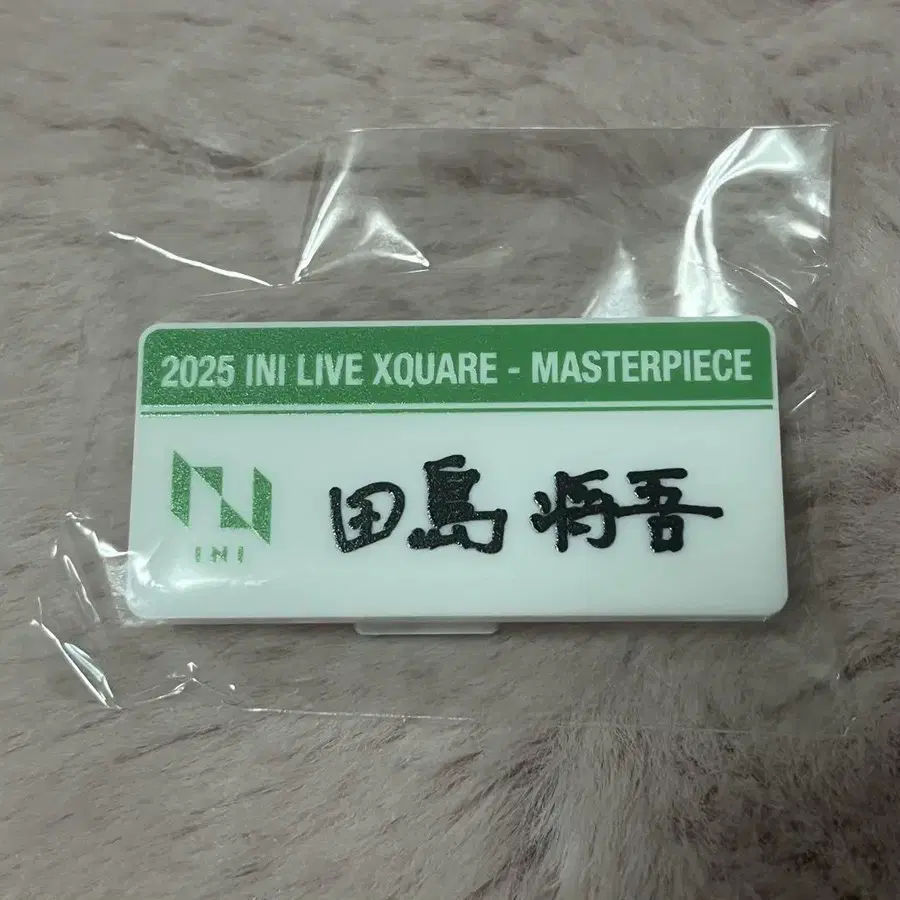 2025 INI LIVE XQUARE - MASTERPIECE
田島 将吾
INI